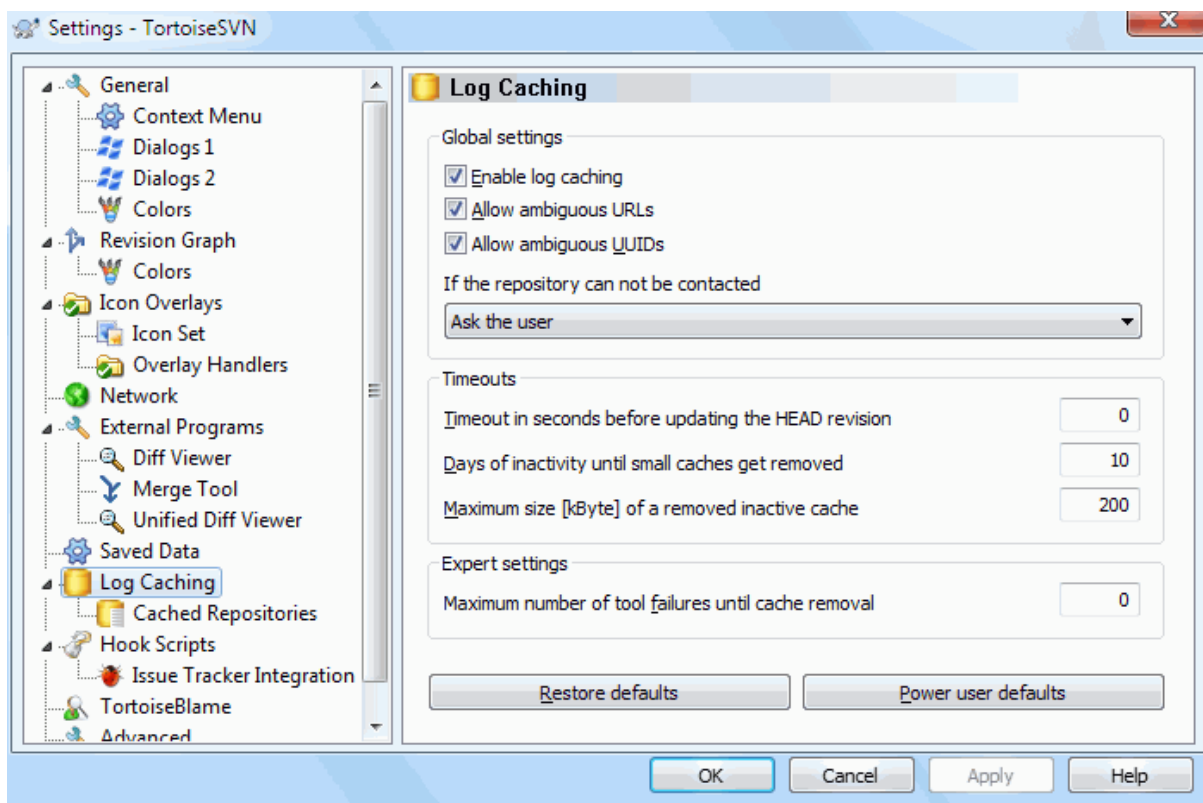 Settings - TortoiseSVN
General
Context Menu
Dialogs 1
Dialogs 2
Colors
Revision Graph
Colors
Icon Overlays
Icon Set
Overlay Handlers
Network
External Programs
Diff Viewer
Merge Tool
Unified Diff Viewer
Saved Data
Log Caching
Cached Repositories
Hook Scripts
Issue Tracker Integration
TortoiseBlame
Advanced
Log Caching
Global settings
Enable log caching
Allow ambiguous URLs
Allow ambiguous UUIDs
If the repository can not be contacted
Ask the user
Timeouts
Timeout in seconds before updating the HEAD revision 0
Days of inactivity until small caches get removed 10
Maximum size [kByte] of a removed inactive cache 200
Expert settings
Maximum number of tool failures until cache removal 0
Restore defaults Power user defaults
OK Cancel Apply Help